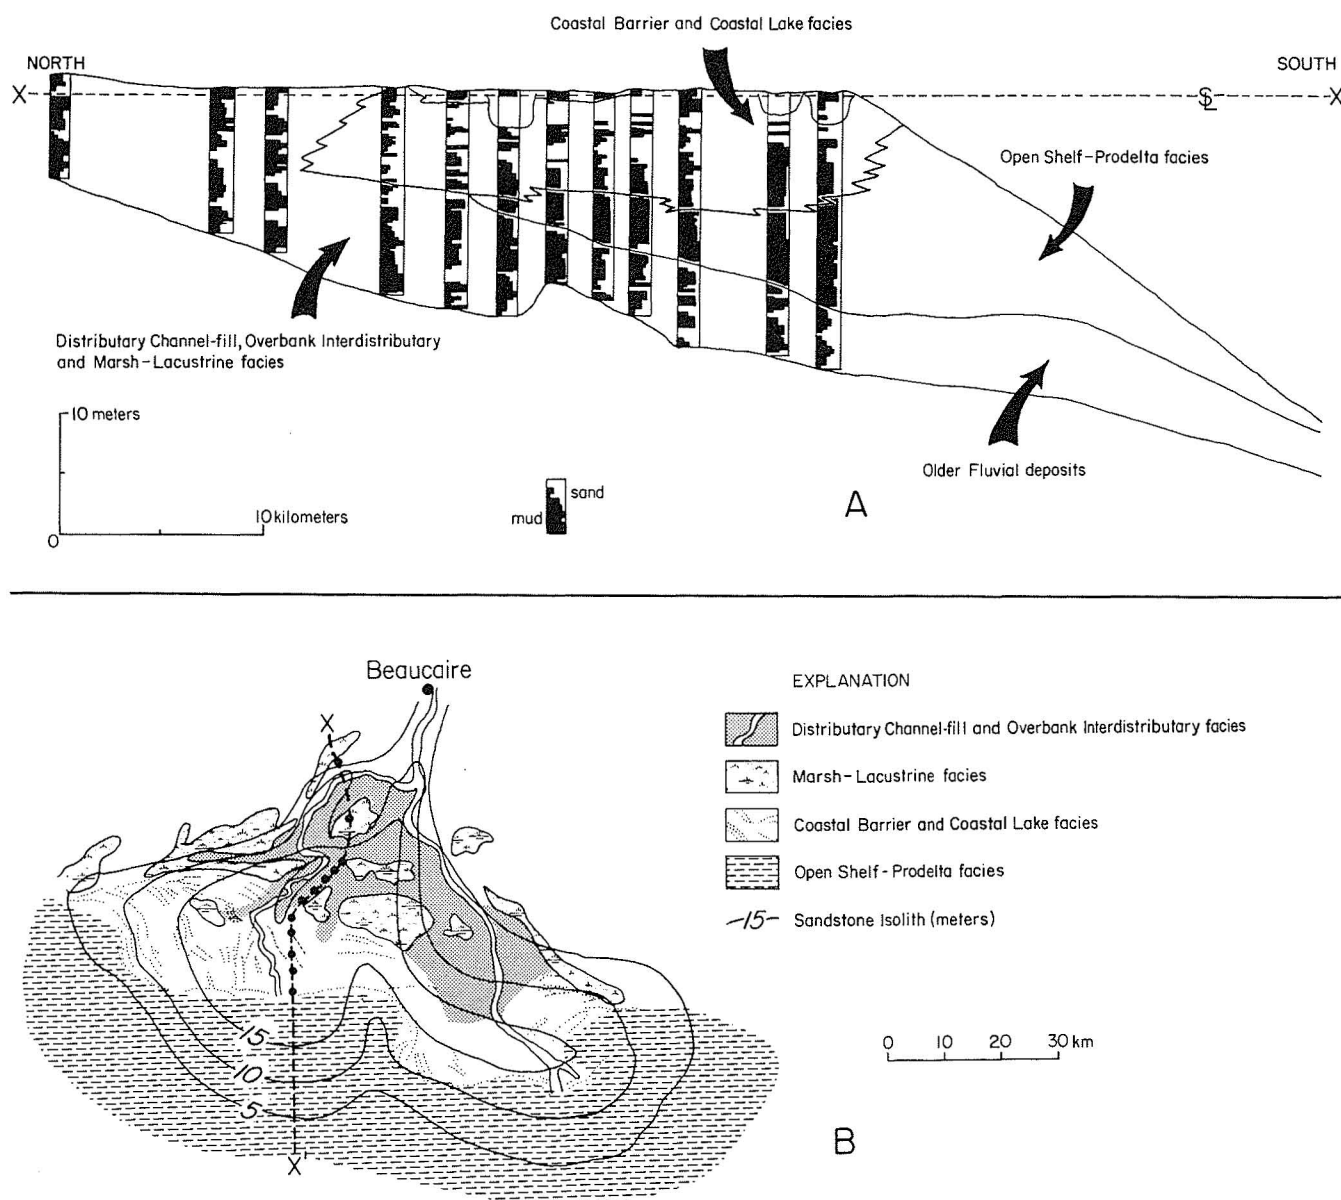 Coastal Barrier and Coastal Lake facies
NORTH
SOUTH
X
SL
X
Open Shelf-Prodelta facies
Distributary Channel-fill, Overbank Interdistributary
and Marsh-Lacustrine facies
Older Fluvial deposits
10 meters
sand
mud
10 kilometers
0
A
Beaucaire
EXPLANATION
X
Distributary Channel-fill and Overbank Interdistributary facies
Marsh-Lacustrine facies
Coastal Barrier and Coastal Lake facies
Open Shelf-Prodelta facies
-15- Sandstone Isolith (meters)
15
10
5
0 10 20 30 km
B
X